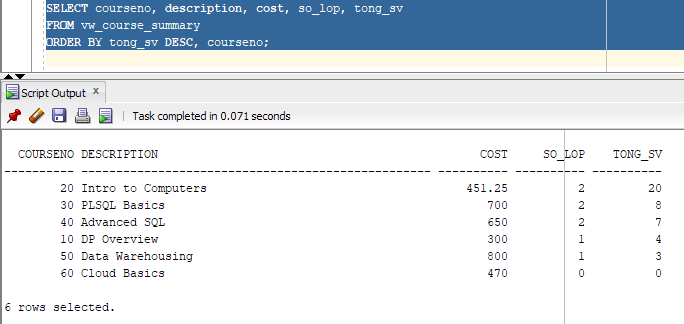 SELECT courseno, description, cost, so_lop, tong_sv
FROM vw_course_summary
ORDER BY tong_sv DESC, courseno;
Script Output x
Task completed in 0.071 seconds
COURSENO DESCRIPTION COST SO_LOP TONG_SV
---------- -------------------------------------------------- ---------- ---------- ----------
20 Intro to Computers 451.25 2 20
30 PLSQL Basics 700 2 8
40 Advanced SQL 650 2 7
10 DP Overview 300 1 4
50 Data Warehousing 800 1 3
60 Cloud Basics 470 0 0
6 rows selected.